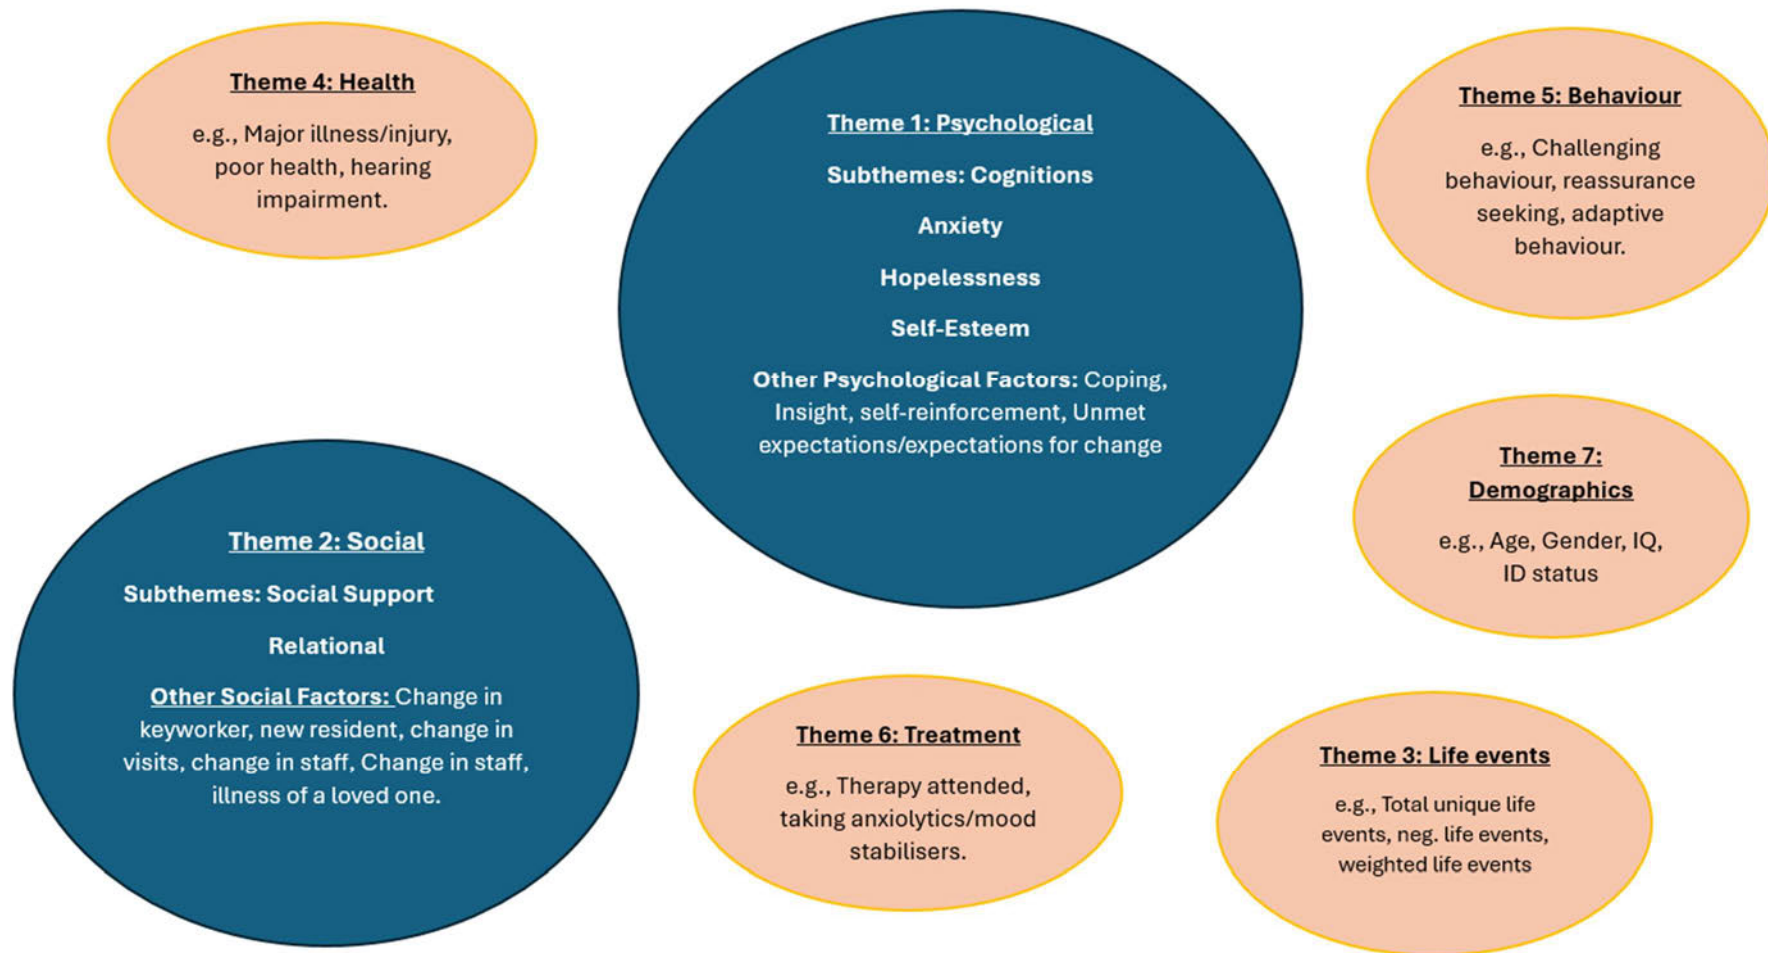 Theme 4: Health
e.g., Major illness/injury,
poor health, hearing
impairment.
Theme 1: Psychological
Subthemes: Cognitions
Anxiety
Hopelessness
Self-Esteem
Other Psychological Factors: Coping,
Insight, self-reinforcement, Unmet
expectations/expectations for change
Theme 5: Behaviour
e.g., Challenging
behaviour, reassurance
seeking, adaptive
behaviour.
Theme 2: Social
Subthemes: Social Support
Relational
Other Social Factors: Change in
keyworker, new resident, change in
visits, change in staff, Change in staff,
illness of a loved one.
Theme 7:
Demographics
e.g., Age, Gender, IQ,
ID status
Theme 6: Treatment
e.g., Therapy attended,
taking anxiolytics/mood
stabilisers.
Theme 3: Life events
e.g., Total unique life
events, neg. life events,
weighted life events